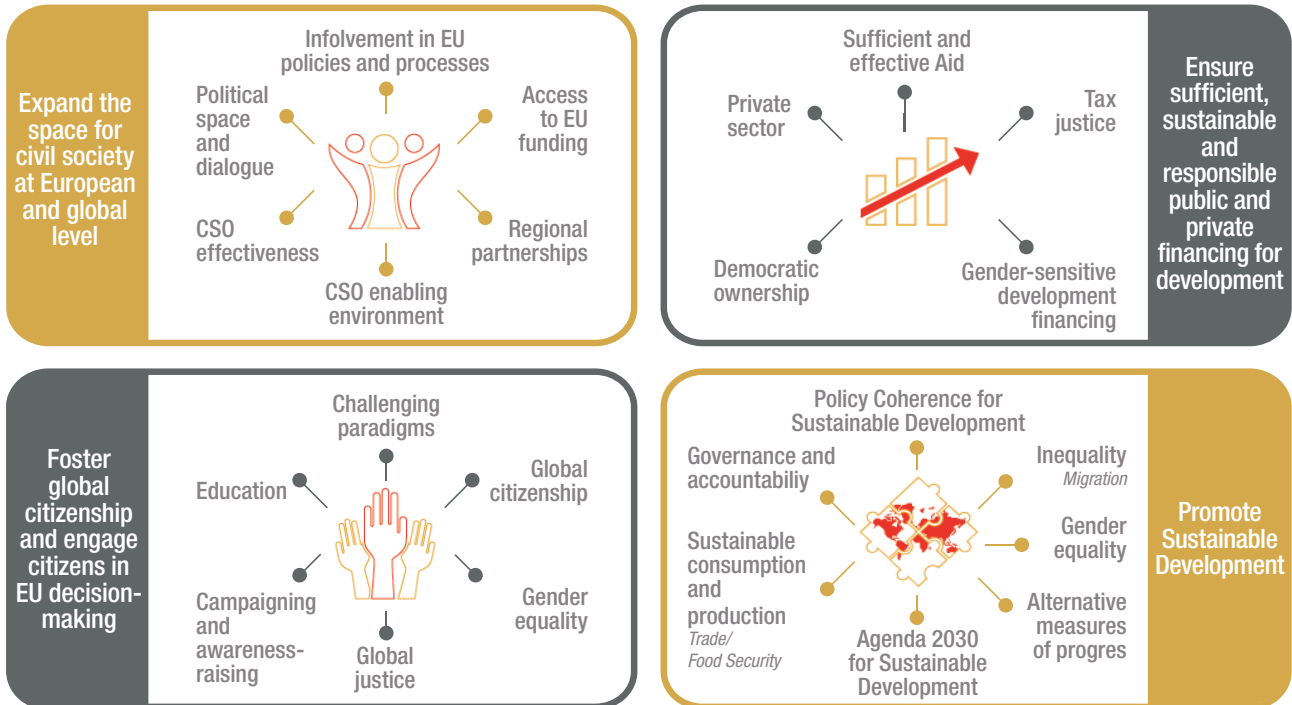 Expand the
space for
civil society
at European
and global
level
Infolvement in EU
policies and processes
Political
space
and
dialogue
Access
to EU
funding
CSO
effectiveness
Regional
partnerships
CSO enabling
environment
Sufficient and
effective Aid
Private
sector
Tax
justice
Democratic
ownership
Gender-sensitive
development
financing
Ensure
sufficient,
sustainable
and
responsible
public and
private
financing for
development
Foster
global
citizenship
and engage
citizens in
EU decision-
making
Challenging
paradigms
Education
Global
citizenship
Campaigning
and
awareness-
raising
Gender
equality
Global
justice
Policy Coherence for
Sustainable Development
Governance and
accountabiliy
Inequality
Migration
Sustainable
consumption
and
production
Trade/
Food Security
Gender
equality
Alternative
measures
of progres
Agenda 2030
for Sustainable
Development
Promote
Sustainable
Development